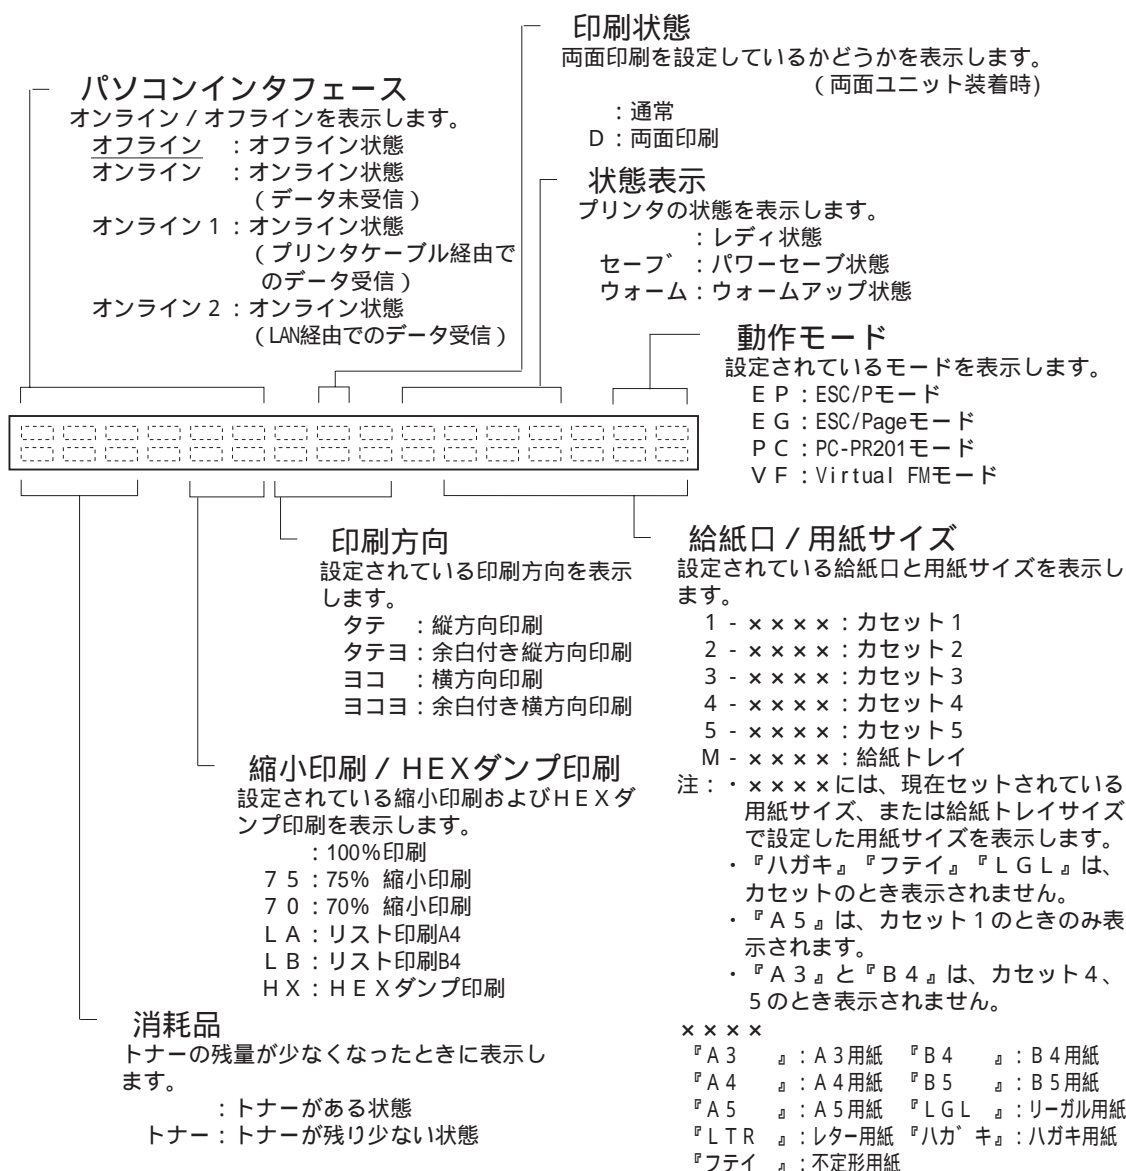 印刷状態
両面印刷を設定しているかどうかを表示します。
(両面ユニット装着時)
：通常
D：両面印刷
パソコンインタフェース
オンライン / オフラインを表示します。
オフライン ：オフライン状態
オンライン ：オンライン状態
(データ未受信)
オンライン１：オンライン状態
(プリンタケーブル経由で
のデータ受信)
オンライン２：オンライン状態
(LAN経由でのデータ受信)
状態表示
プリンタの状態を表示します。
：レディ状態
セーフﾞ ：パワーセーブ状態
ウォーム：ウォームアップ状態
動作モード
設定されているモードを表示します。
ＥＰ：ESC/Pモード
ＥＧ：ESC/Pageモード
ＰＣ：PC-PR201モード
ＶＦ：Virtual FMモード
印刷方向
設定されている印刷方向を表示
します。
タテ ：縦方向印刷
タテヨ：余白付き縦方向印刷
ヨコ ：横方向印刷
ヨコヨ：余白付き横方向印刷
給紙口 / 用紙サイズ
設定されている給紙口と用紙サイズを表示し
ます。
１ - ××××：カセット１
２ - ××××：カセット２
３ - ××××：カセット３
４ - ××××：カセット４
５ - ××××：カセット５
Ｍ - ××××：給紙トレイ
注：・××××には、現在セットされている
用紙サイズ、または給紙トレイサイズ
で設定した用紙サイズを表示します。
・『ハガキ』『フテイ』『ＬＧＬ』は、
カセットのとき表示されません。
・『Ａ５』は、カセット１のときのみ表
示されます。
・『Ａ３』と『Ｂ４』は、カセット４、
５のとき表示されません。
××××
『Ａ３ 』：Ａ３用紙 『Ｂ４ 』：Ｂ４用紙
『Ａ４ 』：Ａ４用紙 『Ｂ５ 』：Ｂ５用紙
『Ａ５ 』：Ａ５用紙 『ＬＧＬ 』：リーガル用紙
『ＬＴＲ 』：レター用紙 『ハカﾞキ』：ハガキ用紙
『フテイ 』：不定形用紙
縮小印刷 / ＨＥＸダンプ印刷
設定されている縮小印刷およびＨＥＸダ
ンプ印刷を表示します。
：100%印刷
７５：75% 縮小印刷
７０：70% 縮小印刷
ＬＡ：リスト印刷A4
ＬＢ：リスト印刷B4
ＨＸ：ＨＥＸダンプ印刷
消耗品
トナーの残量が少なくなったときに表示し
ます。
：トナーがある状態
トナー：トナーが残り少ない状態